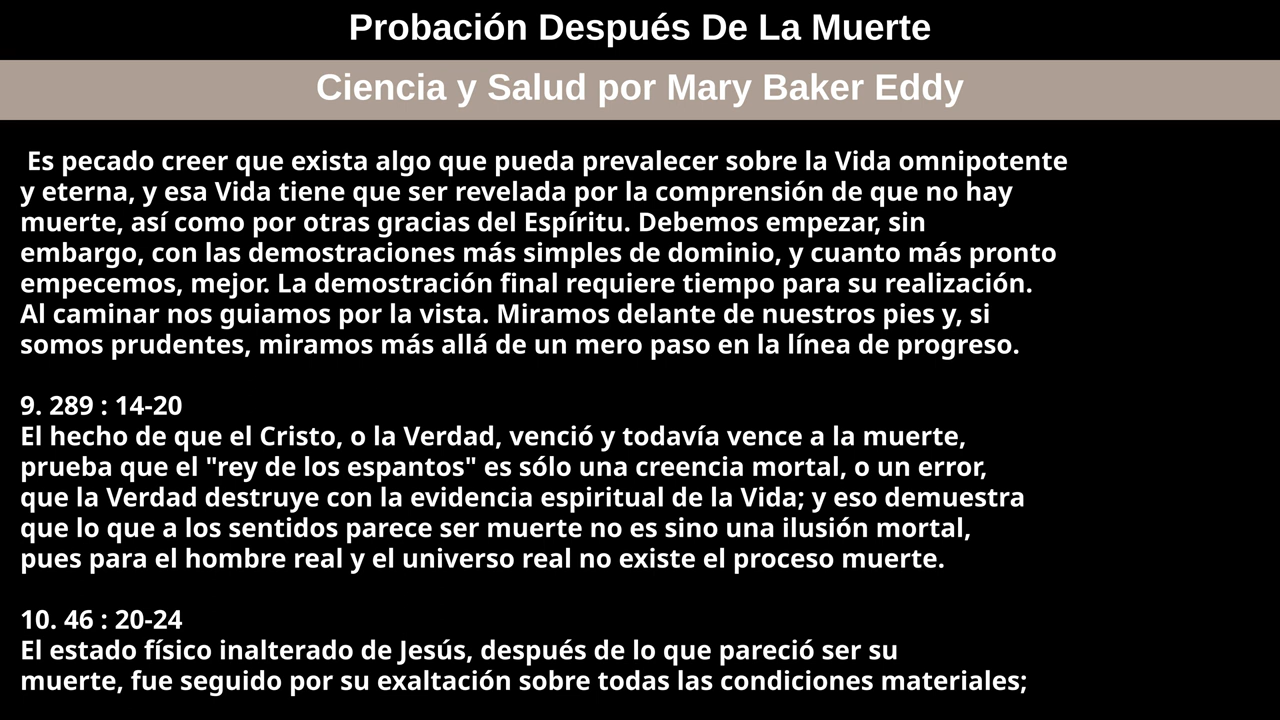 Probación Después De La Muerte
Ciencia y Salud por Mary Baker Eddy
Es pecado creer que exista algo que pueda prevalecer sobre la Vida omnipotente
y eterna, y esa Vida tiene que ser revelada por la comprensión de que no hay
muerte, así como por otras gracias del Espíritu. Debemos empezar, sin
embargo, con las demostraciones más simples de dominio, y cuanto más pronto
empecemos, mejor. La demostración final requiere tiempo para su realización.
Al caminar nos guiamos por la vista. Miramos delante de nuestros pies y, si
somos prudentes, miramos más allá de un mero paso en la línea de progreso.
9. 289 : 14-20
El hecho de que el Cristo, o la Verdad, venció y todavía vence a la muerte,
prueba que el "rey de los espantos" es sólo una creencia mortal, o un error,
que la Verdad destruye con la evidencia espiritual de la Vida; y eso demuestra
que lo que a los sentidos parece ser muerte no es sino una ilusión mortal,
pues para el hombre real y el universo real no existe el proceso muerte.
10. 46 : 20-24
El estado físico inalterado de Jesús, después de lo que pareció ser su
muerte, fue seguido por su exaltación sobre todas las condiciones materiales;